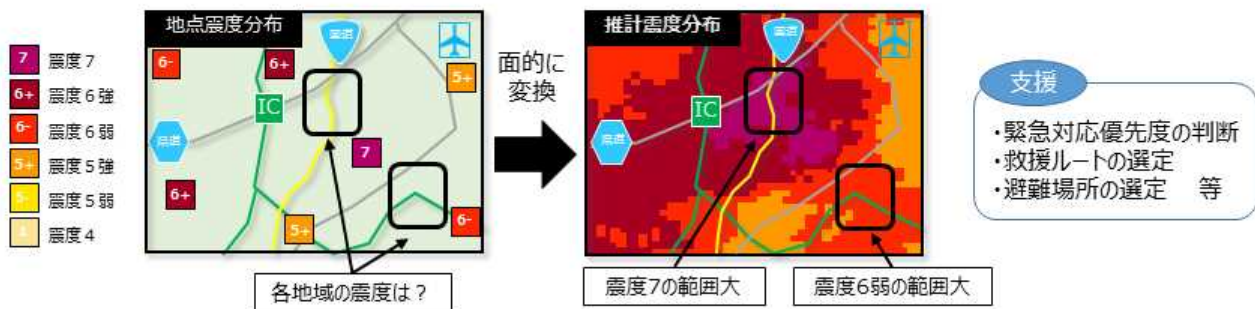 7 震度7
6+ 震度6強
6- 震度6弱
5+ 震度5強
5- 震度5弱
4 震度4
地点震度分布
国道
6-
6+
5+
IC
県道
7
6+
5+
6-
各地域の震度は？
面的に
変換
推計震度分布
国道
IC
県道
震度7の範囲大
震度6弱の範囲大
支援
・緊急対応優先度の判断
・救援ルートの選定
・避難場所の選定 等